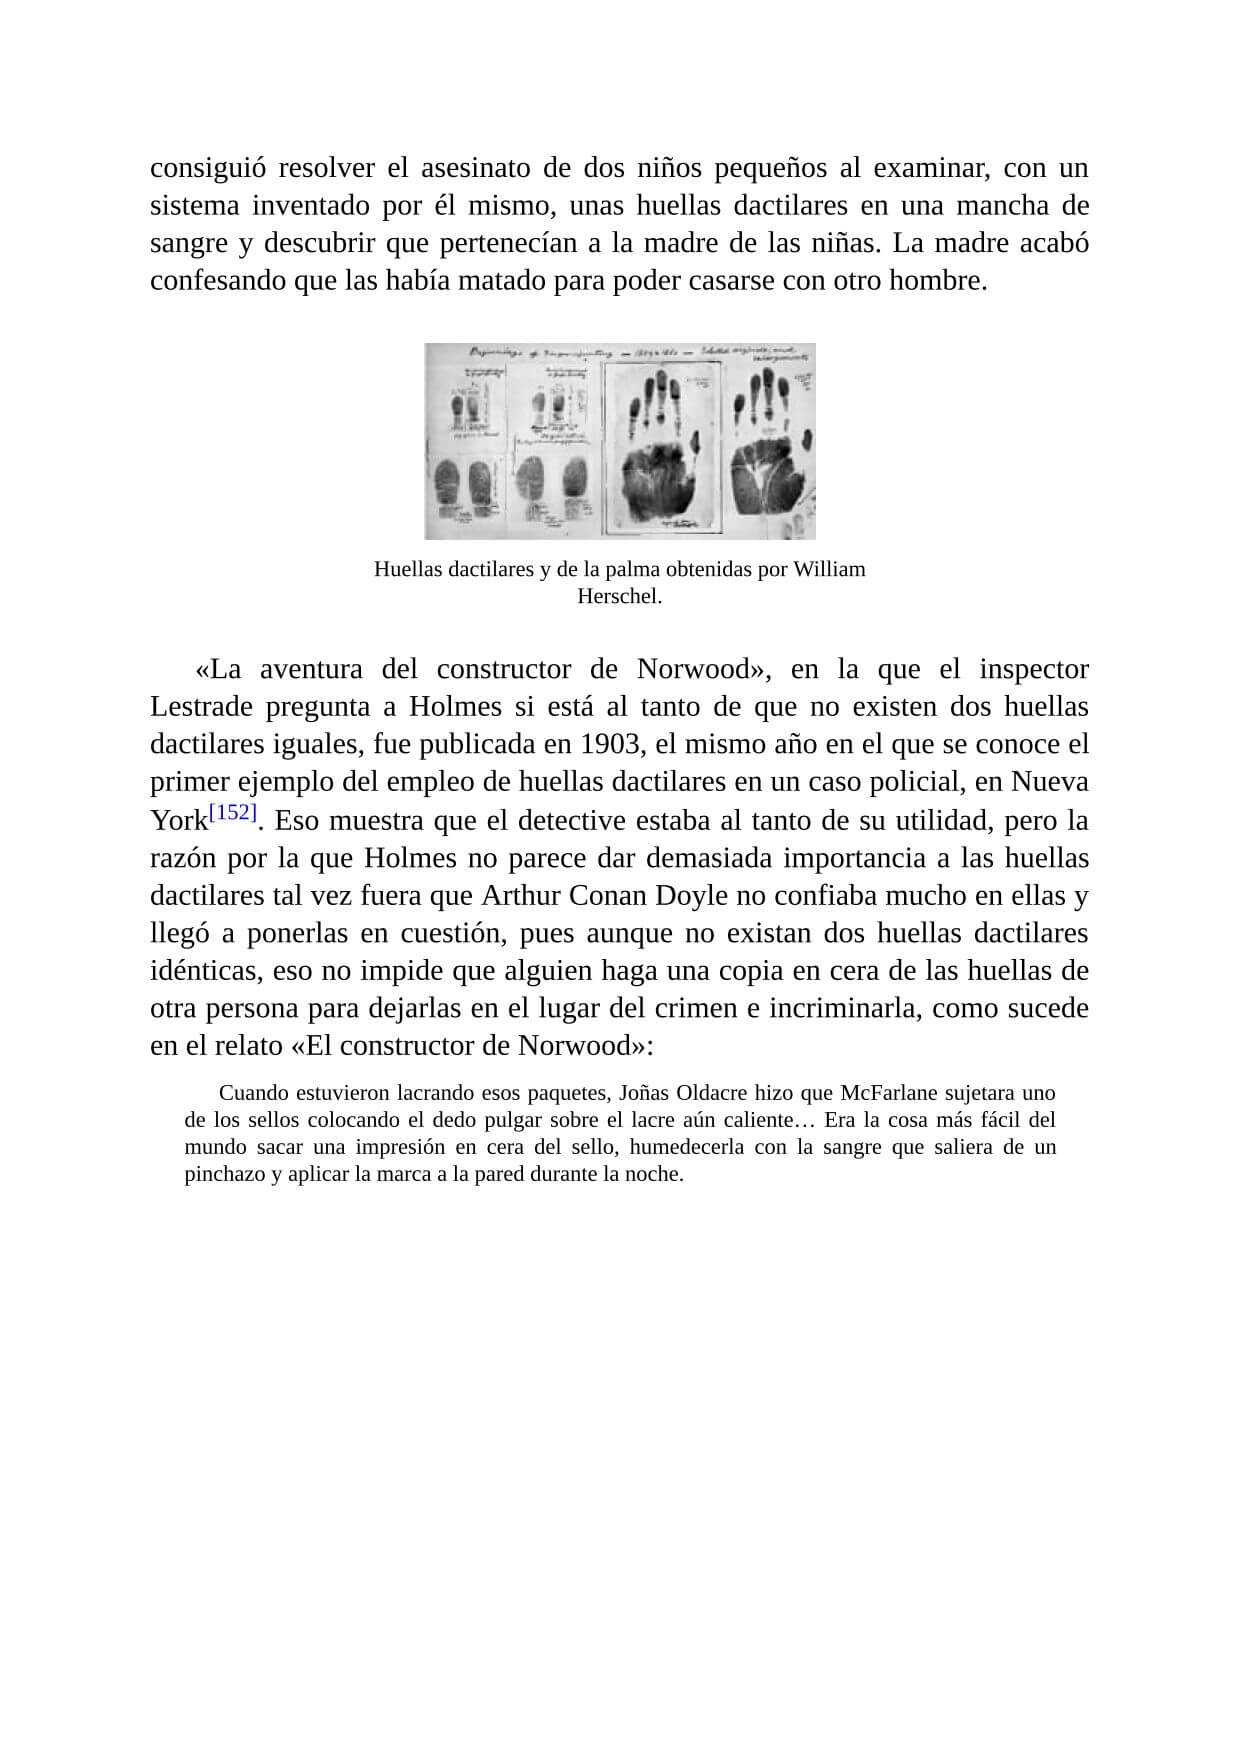 consiguió resolver el asesinato de dos niños pequeños al examinar, con un
sistema inventado por él mismo, unas huellas dactilares en una mancha de
sangre y descubrir que pertenecían a la madre de las niñas. La madre acabó
confesando que las había matado para poder casarse con otro hombre.
Beginnings of Fingerprinting
Huellas dactilares y de la palma obtenidas por William
Herschel.
«La aventura del constructor de Norwood», en la que el inspector
Lestrade pregunta a Holmes si está al tanto de que no existen dos huellas
dactilares iguales, fue publicada en 1903, el mismo año en el que se conoce el
primer ejemplo del empleo de huellas dactilares en un caso policial, en Nueva
York[152]. Eso muestra que el detective estaba al tanto de su utilidad, pero la
razón por la que Holmes no parece dar demasiada importancia a las huellas
dactilares tal vez fuera que Arthur Conan Doyle no confiaba mucho en ellas y
llegó a ponerlas en cuestión, pues aunque no existan dos huellas dactilares
idénticas, eso no impide que alguien haga una copia en cera de las huellas de
otra persona para dejarlas en el lugar del crimen e incriminarla, como sucede
en el relato «El constructor de Norwood»:
Cuando estuvieron lacrando esos paquetes, Joñas Oldacre hizo que McFarlane sujetara uno
de los sellos colocando el dedo pulgar sobre el lacre aún caliente… Era la cosa más fácil del
mundo sacar una impresión en cera del sello, humedecerla con la sangre que saliera de un
pinchazo y aplicar la marca a la pared durante la noche.